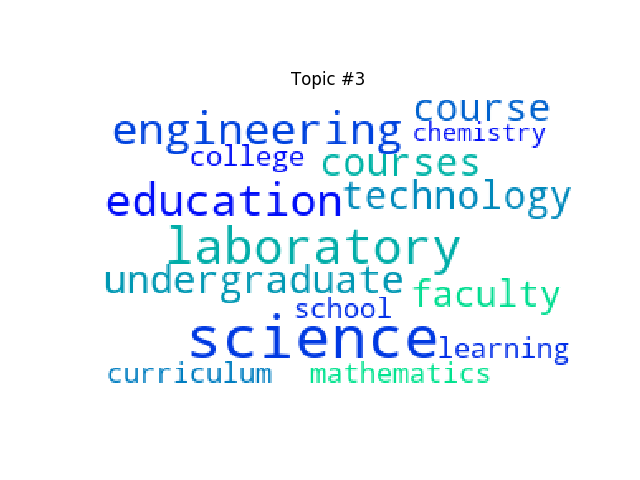 Topic #3
course
engineering
chemistry
college
courses
education
technology
laboratory
undergraduate
faculty
school
science
learning
curriculum
mathematics